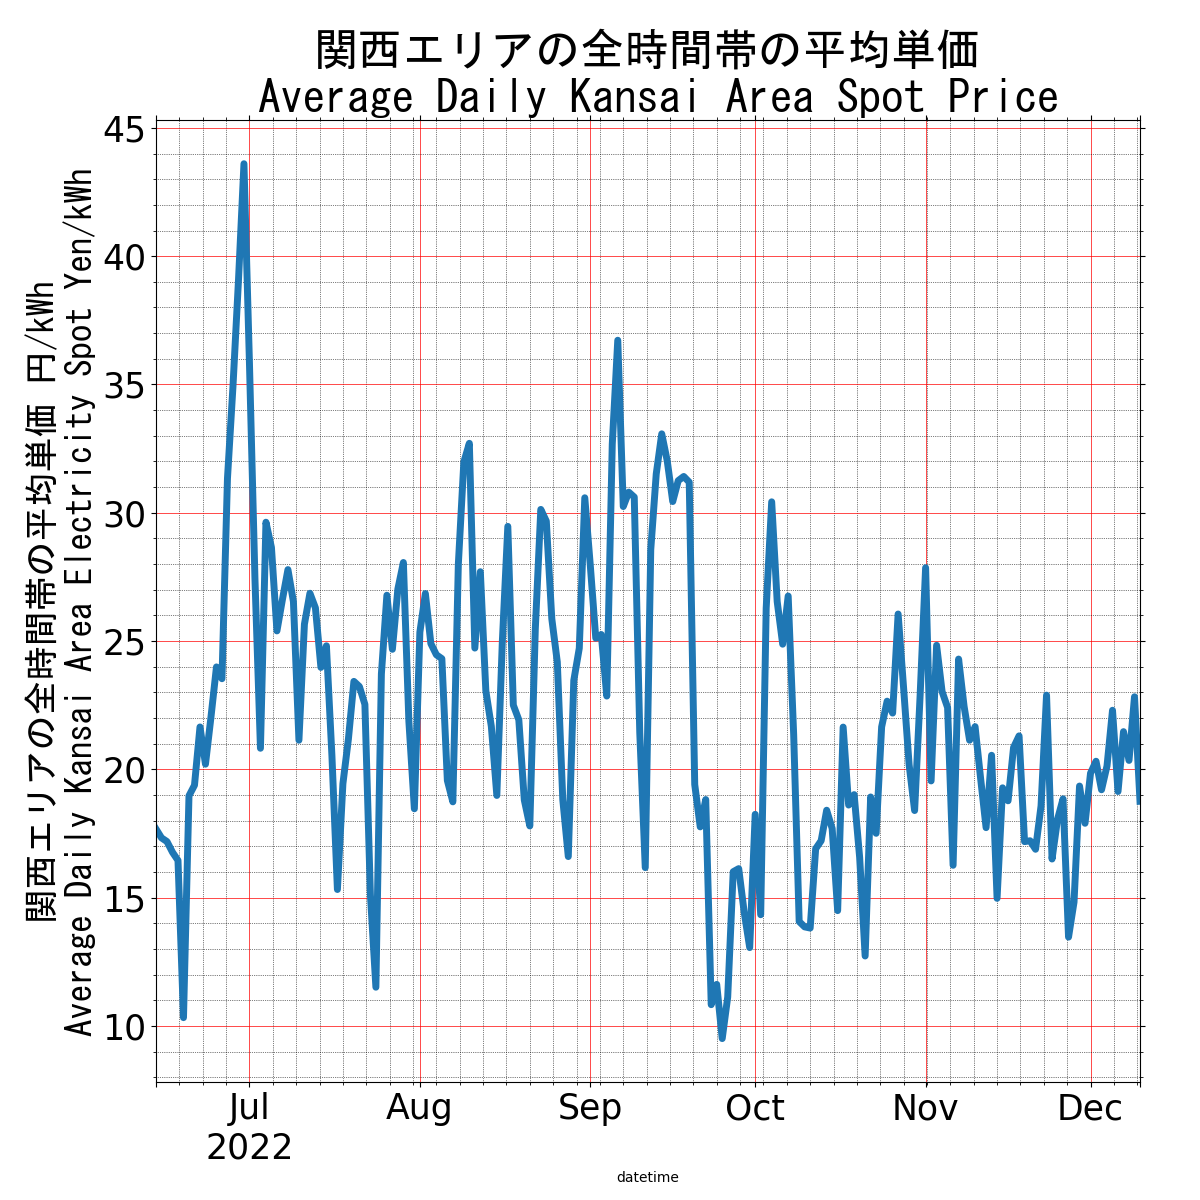 関西エリアの全時間帯の平均単価
Average Daily Kansai Area Spot Price
関西エリアの全時間帯の平均単価 円/kWh
Average Daily Kansai Area Electricity Spot Yen/kWh
45
40
35
30
25
20
15
10
Jul
2022
Aug
Sep
Oct
Nov
Dec
datetime